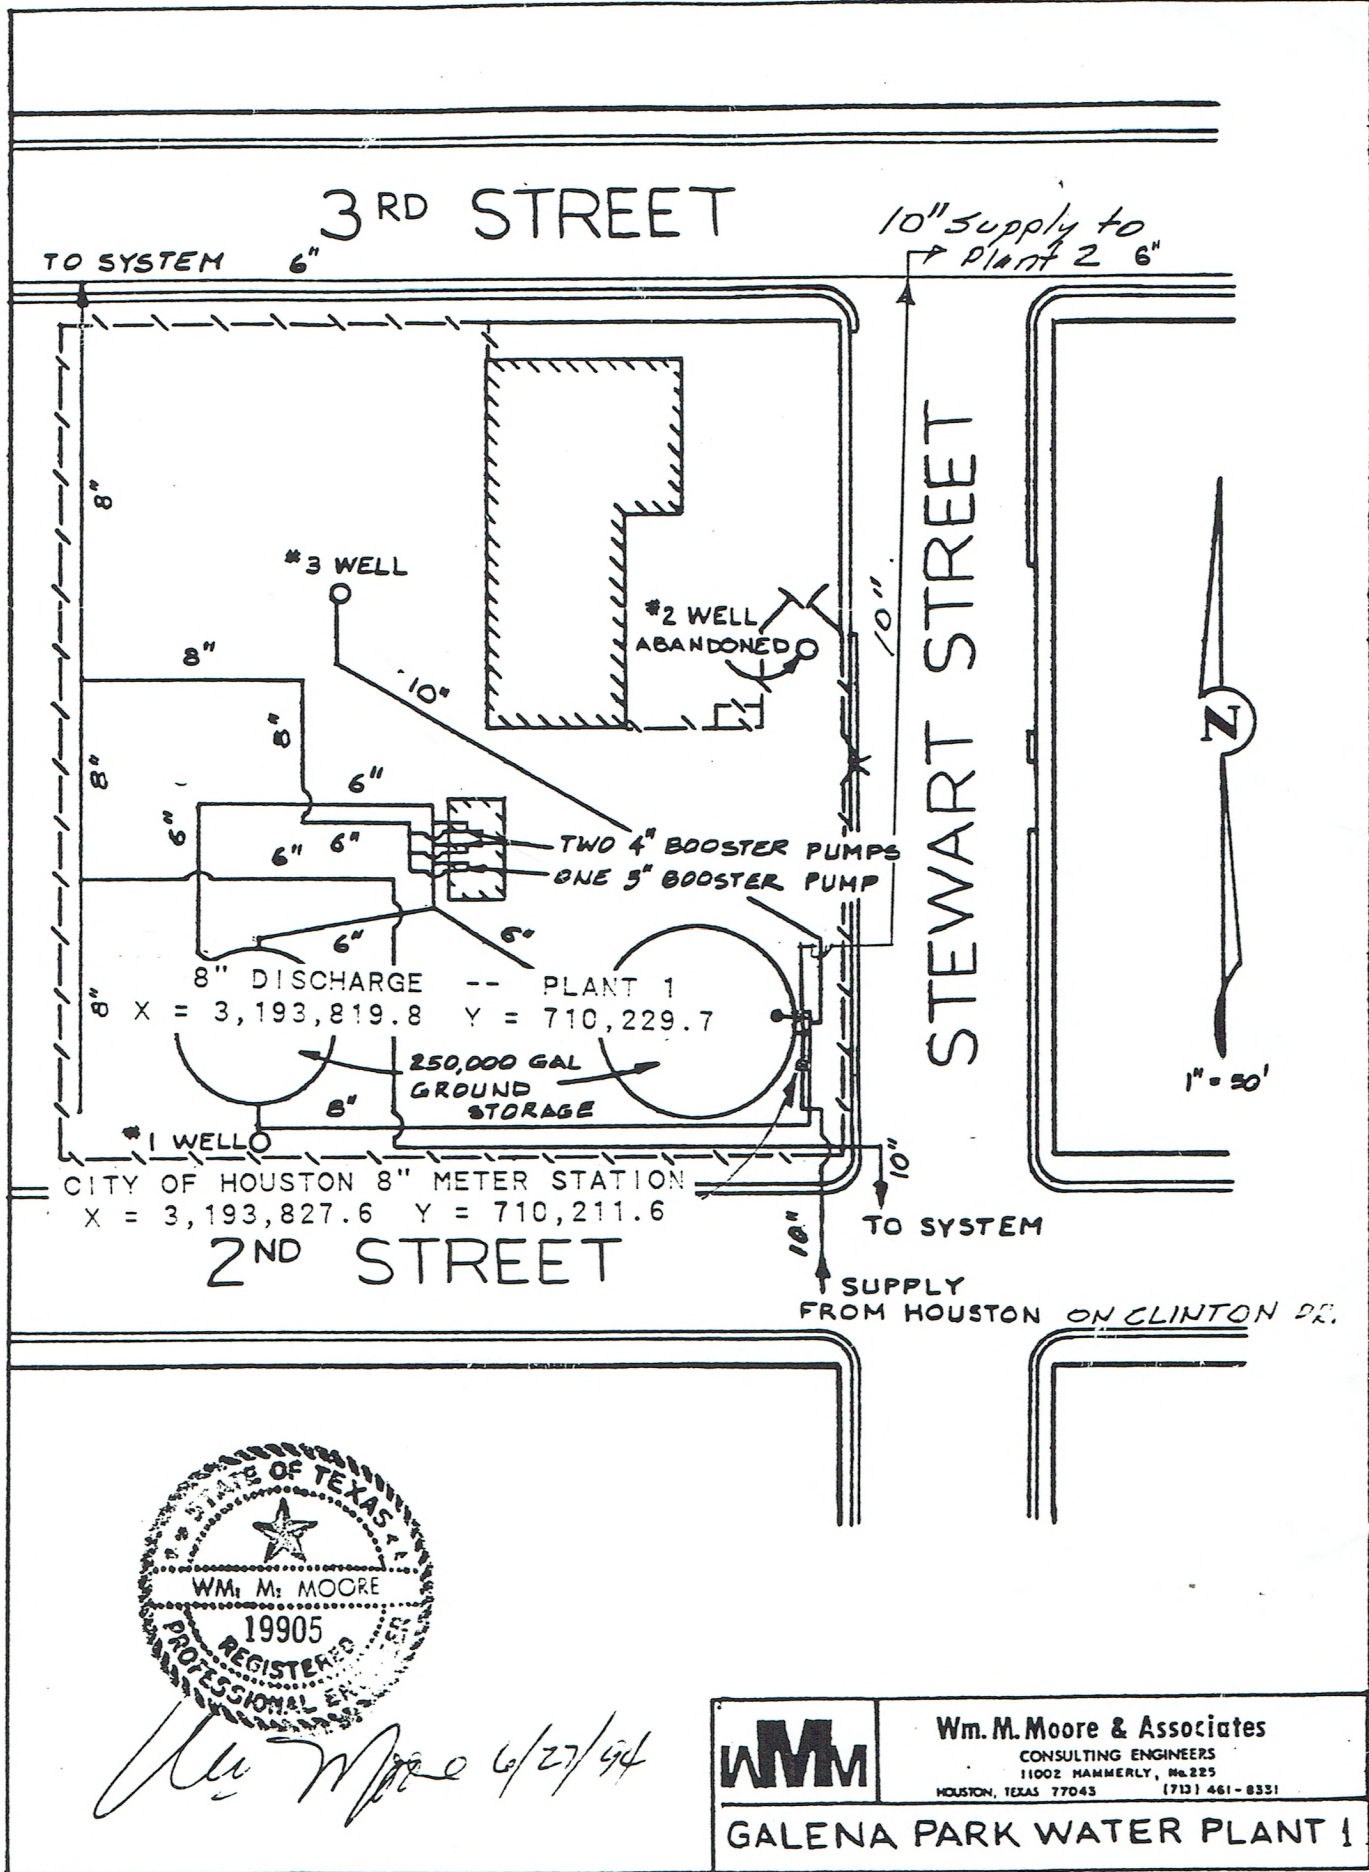 3RD STREET
TO SYSTEM 6"
10" Supply to
Plant 2 6"
8"
#3 WELL
#2 WELL
ABANDONED
10"
STEWART STREET
8"
10"
8"
8"
N
6"
6"
6" 6"
TWO 4" BOOSTER PUMPS
ONE 5" BOOSTER PUMP
6" 6"
8" DISCHARGE -- PLANT 1
X = 3,193,819.8 Y = 710,229.7
8"
250,000 GAL
GROUND
STORAGE
8"
1" = 50'
#1 WELL
10"
CITY OF HOUSTON 8" METER STATION
X = 3,193,827.6 Y = 710,211.6
TO SYSTEM
10"
2ND STREET
SUPPLY
FROM HOUSTON ON CLINTON DR.
STATE OF TEXAS
WM. M. MOORE
19905
REGISTERED
PROFESSIONAL
Wm Moore 6/27/94
WMM
Wm. M. Moore & Associates
CONSULTING ENGINEERS
11002 HAMMERLY, No. 225
HOUSTON, TEXAS 77043 (713) 461-8331
GALENA PARK WATER PLANT 1